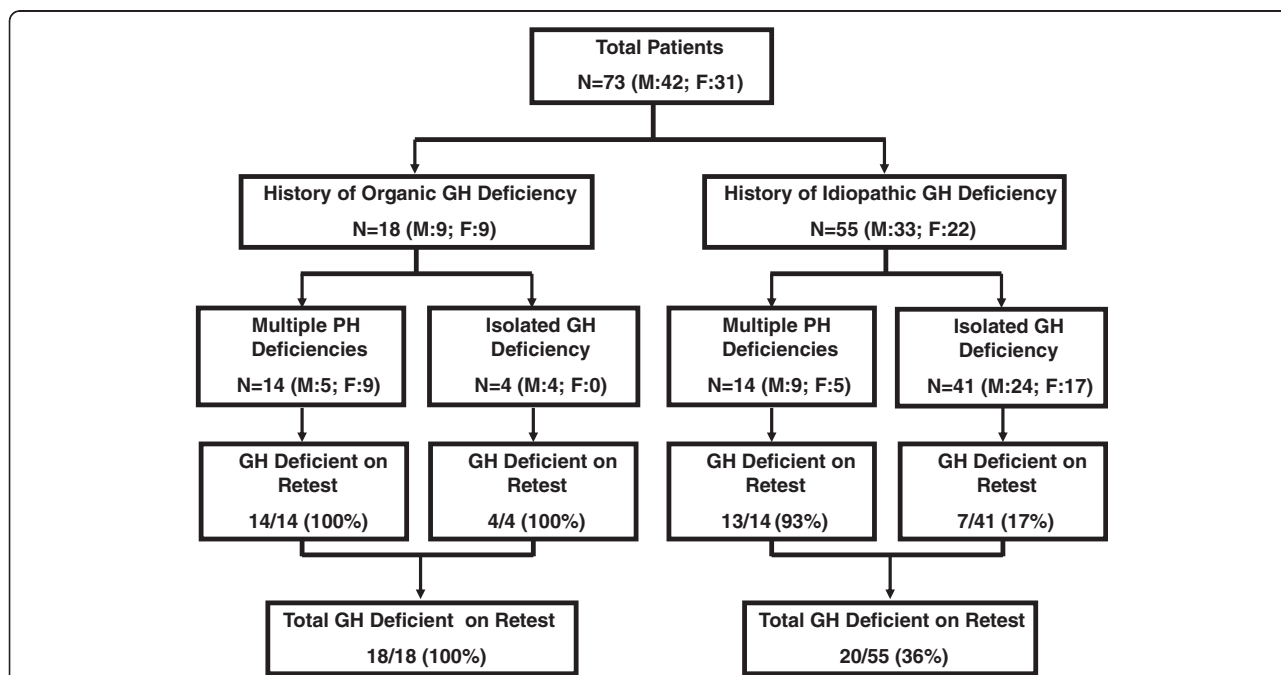 Total Patients
N=73 (M:42; F:31)
History of Organic GH Deficiency
N=18 (M:9; F:9)
History of Idiopathic GH Deficiency
N=55 (M:33; F:22)
Multiple PH
Deficiencies
N=14 (M:5; F:9)
Isolated GH
Deficiency
N=4 (M:4; F:0)
Multiple PH
Deficiencies
N=14 (M:9; F:5)
Isolated GH
Deficiency
N=41 (M:24; F:17)
GH Deficient on
Retest
14/14 (100%)
GH Deficient on
Retest
4/4 (100%)
GH Deficient on
Retest
13/14 (93%)
GH Deficient on
Retest
7/41 (17%)
Total GH Deficient on Retest
18/18 (100%)
Total GH Deficient on Retest
20/55 (36%)